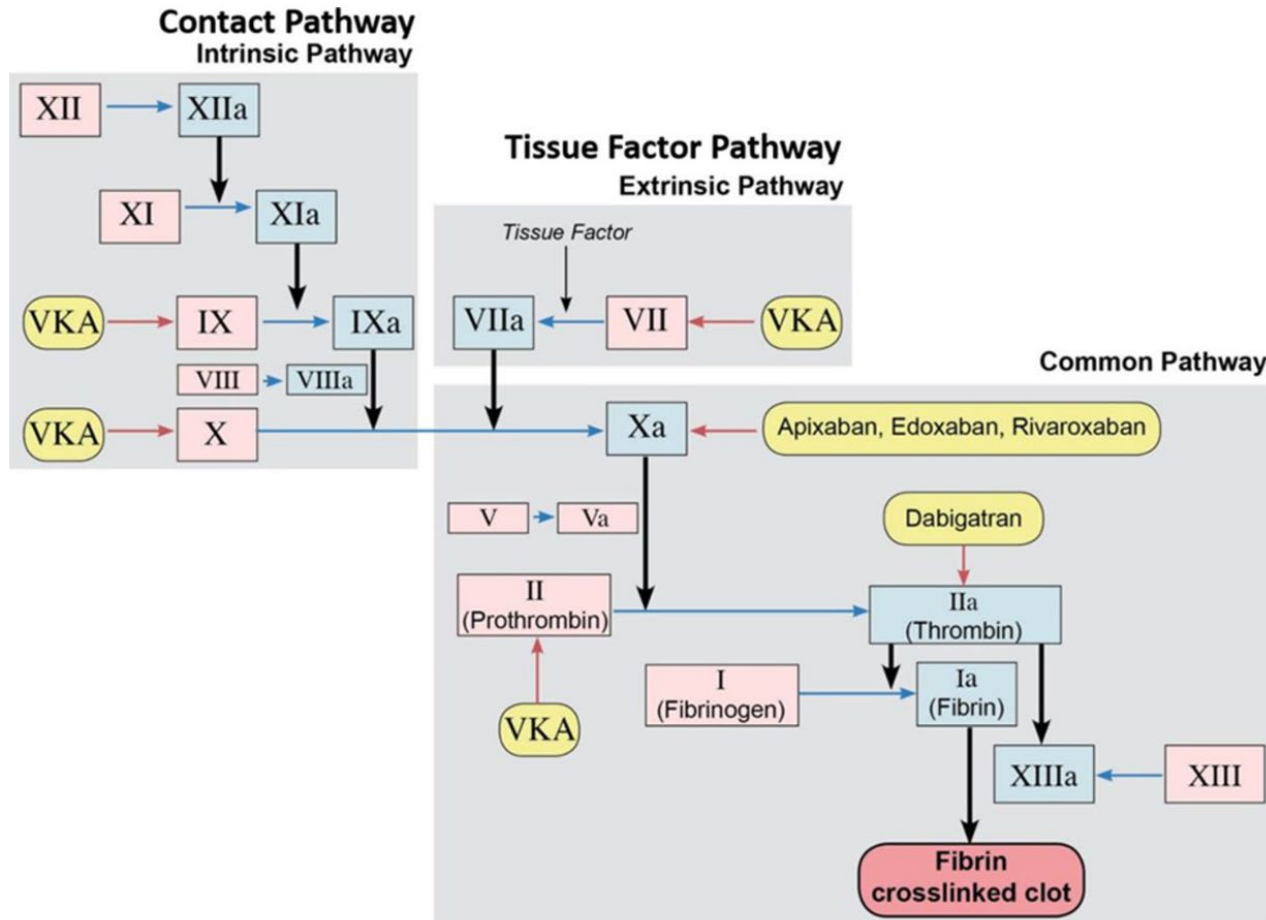 Contact Pathway
Intrinsic Pathway
XII
XIIa
XI
XIa
VKA
IX
IXa
VIII
VIIIa
VKA
X
Tissue Factor Pathway
Extrinsic Pathway
Tissue Factor
VIIa
VII
VKA
Common Pathway
Xa
Apixaban, Edoxaban, Rivaroxaban
V
Va
Dabigatran
II
(Prothrombin)
IIa
(Thrombin)
VKA
I
(Fibrinogen)
Ia
(Fibrin)
XIIIa
XIII
Fibrin
crosslinked clot